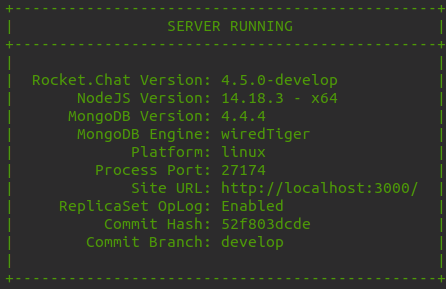 SERVER RUNNING
Rocket.Chat Version: 4.5.0-develop
NodeJS Version: 14.18.3 - x64
MongoDB Version: 4.4.4
MongoDB Engine: wiredTiger
Platform: linux
Process Port: 27174
Site URL: http://localhost:3000/
ReplicaSet OpLog: Enabled
Commit Hash: 52f803dcde
Commit Branch: develop